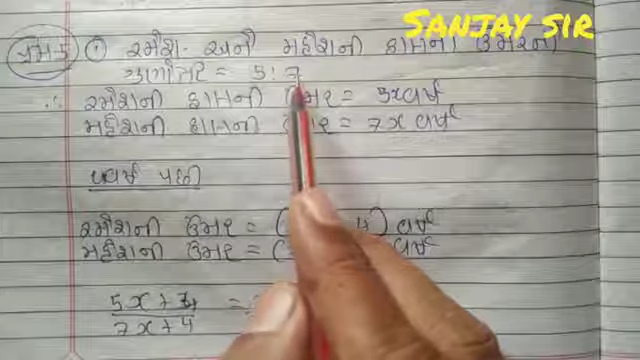 SANJAY SIR
પ્રશ્ન 5 ① રમેશ અને મહેશની હાલની ઉંમરનો
ગુણોત્તર = 5:7
∴ રમેશની હાલની ઉંમર = 5x વર્ષ
મહેશની હાલની ઉંમર = 7x વર્ષ
વર્ષ પછી
રમેશની ઉંમર = ( 4) વર્ષ
મહેશની ઉંમર = ( વર્ષ
5x + 4 =
7x + 4